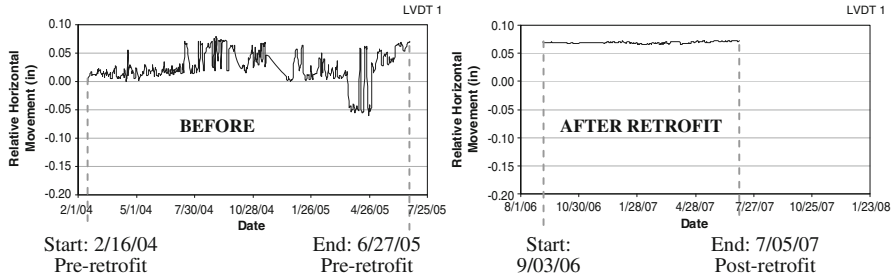 LVDT 1
Relative Horizontal
Movement (in)
0.10
0.05
0.00
-0.05
-0.10
-0.15
-0.20
BEFORE
2/1/04 5/1/04 7/30/04 10/28/04 1/26/05 4/26/05 7/25/05
Date
Start: 2/16/04
Pre-retrofit
End: 6/27/05
Pre-retrofit
LVDT 1
Relative Horizontal
Movement (in)
0.10
0.05
0.00
-0.05
-0.10
-0.15
-0.20
AFTER RETROFIT
8/1/06 10/30/06 1/28/07 4/28/07 7/27/07 10/25/07 1/23/08
Date
Start:
9/03/06
End: 7/05/07
Post-retrofit